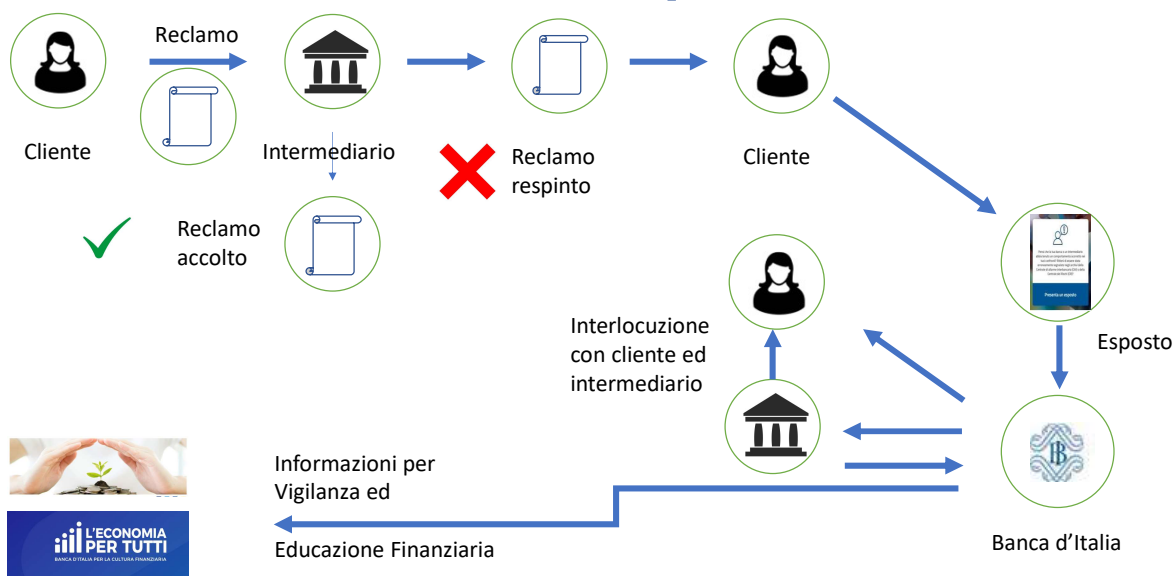 Reclamo
Cliente
Intermediario
Reclamo
respinto
Cliente
Reclamo
accolto
Presenta un esposto
Esposto
Interlocuzione
con cliente ed
intermediario
Informazioni per
Vigilanza ed
Educazione Finanziaria
Banca d'Italia
L'ECONOMIA
PER TUTTI
BANCA D'ITALIA PER LA CULTURA FINANZIARIA